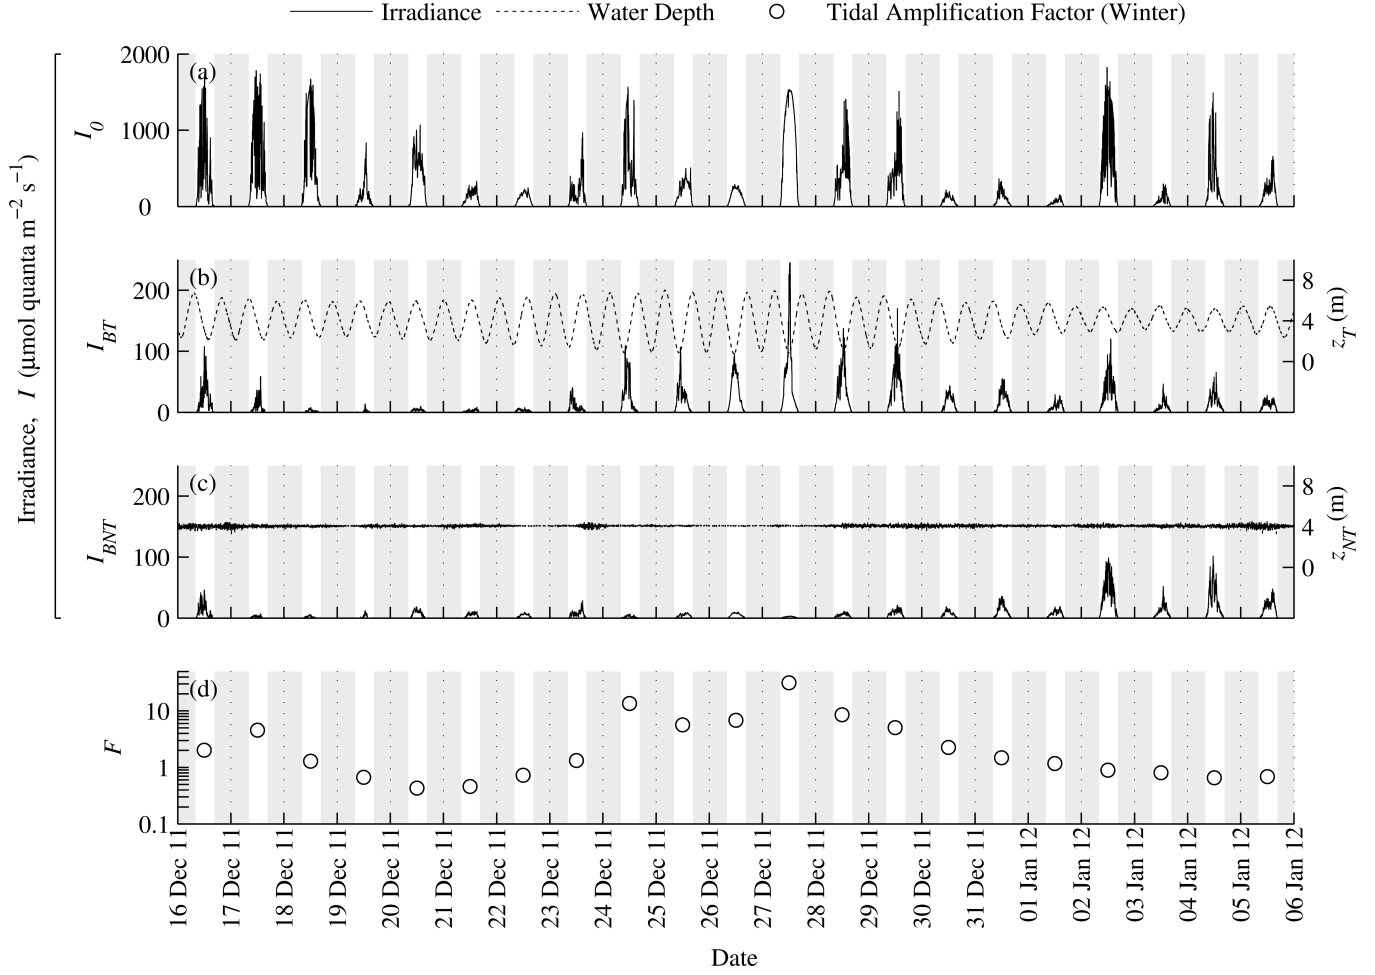 Irradiance Water Depth Tidal Amplification Factor (Winter)
Irradiance, I (μmol quanta m−2 s−1)
(a)
I0
2000
1000
0
(b)
IBT
200
100
0
8
4
0
zT (m)
(c)
IBNT
200
100
0
8
4
0
zNT (m)
(d)
F
10
1
0.1
16 Dec 11
17 Dec 11
18 Dec 11
19 Dec 11
20 Dec 11
21 Dec 11
22 Dec 11
23 Dec 11
24 Dec 11
25 Dec 11
26 Dec 11
27 Dec 11
28 Dec 11
29 Dec 11
30 Dec 11
31 Dec 11
01 Jan 12
02 Jan 12
03 Jan 12
04 Jan 12
05 Jan 12
06 Jan 12
Date